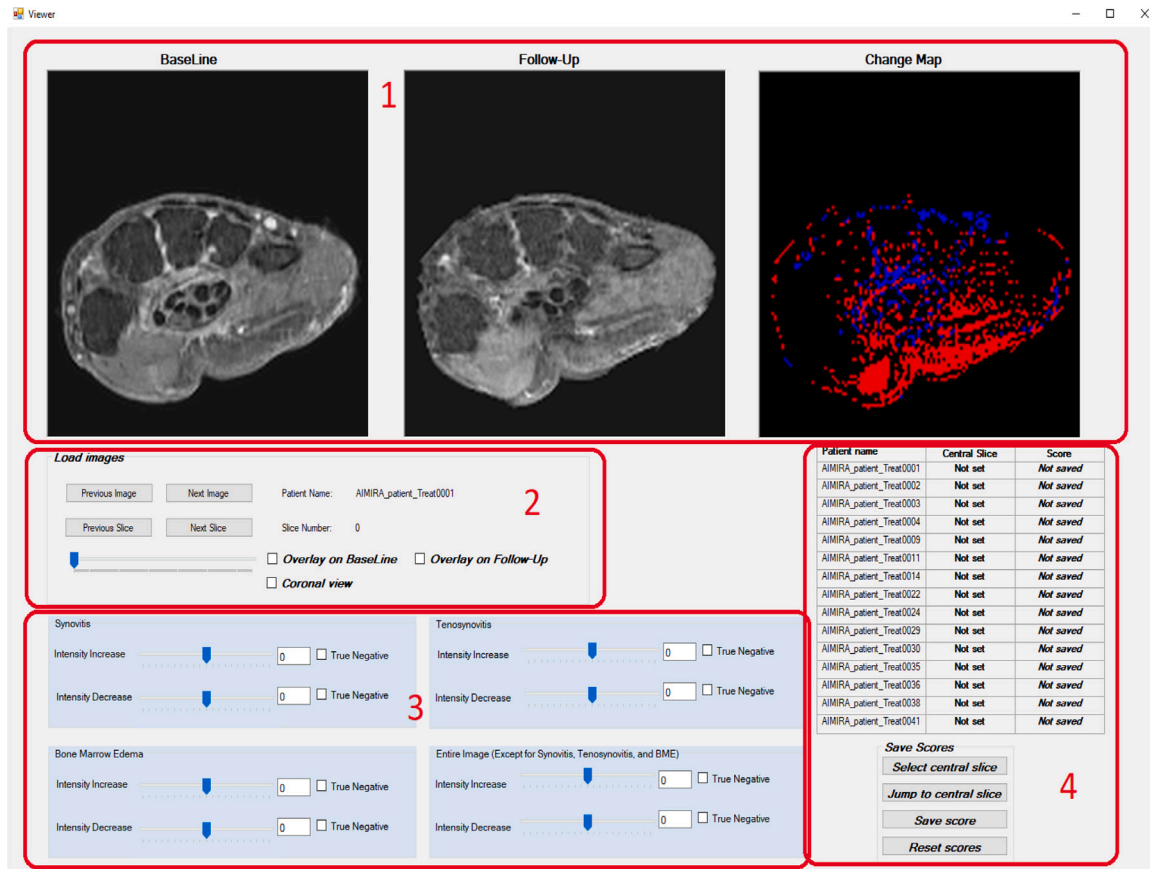 Viewer
BaseLine
Follow-Up
Change Map
1
Load images
Previous Image
Next Image
Patient Name:
AIMIRA_patient_Treat0001
Previous Slice
Next Slice
Slice Number:
0
Overlay on BaseLine
Overlay on Follow-Up
Coronal view
2
Synovitis
Intensity Increase
0
True Negative
Intensity Decrease
0
True Negative
Tenosynovitis
Intensity Increase
0
True Negative
Intensity Decrease
0
True Negative
3
Bone Marrow Edema
Intensity Increase
0
True Negative
Intensity Decrease
0
True Negative
Entire Image (Except for Synovitis, Tenosynovitis, and BME)
Intensity Increase
0
True Negative
Intensity Decrease
0
True Negative
Patient name Central Slice Score
AIMIRA_patient_Treat0001 Not set Not saved
AIMIRA_patient_Treat0002 Not set Not saved
AIMIRA_patient_Treat0003 Not set Not saved
AIMIRA_patient_Treat0004 Not set Not saved
AIMIRA_patient_Treat0009 Not set Not saved
AIMIRA_patient_Treat0011 Not set Not saved
AIMIRA_patient_Treat0014 Not set Not saved
AIMIRA_patient_Treat0022 Not set Not saved
AIMIRA_patient_Treat0024 Not set Not saved
AIMIRA_patient_Treat0029 Not set Not saved
AIMIRA_patient_Treat0030 Not set Not saved
AIMIRA_patient_Treat0035 Not set Not saved
AIMIRA_patient_Treat0036 Not set Not saved
AIMIRA_patient_Treat0038 Not set Not saved
AIMIRA_patient_Treat0041 Not set Not saved
Save Scores
Select central slice
Jump to central slice
Save score
Reset scores
4